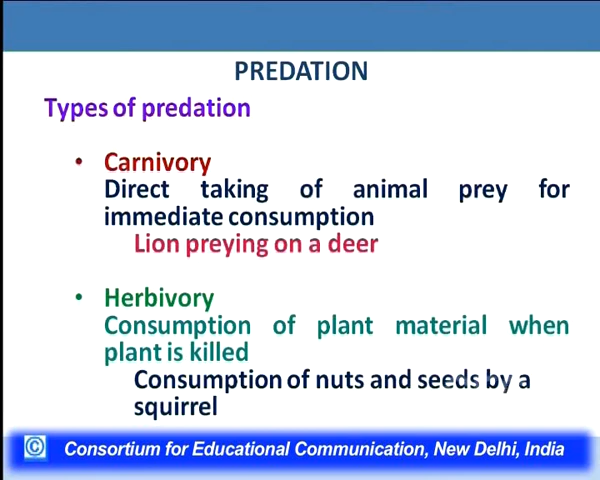 PREDATION
Types of predation
• Carnivory
Direct taking of animal prey for
immediate consumption
Lion preying on a deer
• Herbivory
Consumption of plant material when
plant is killed
Consumption of nuts and seeds by a
squirrel
© Consortium for Educational Communication, New Delhi, India